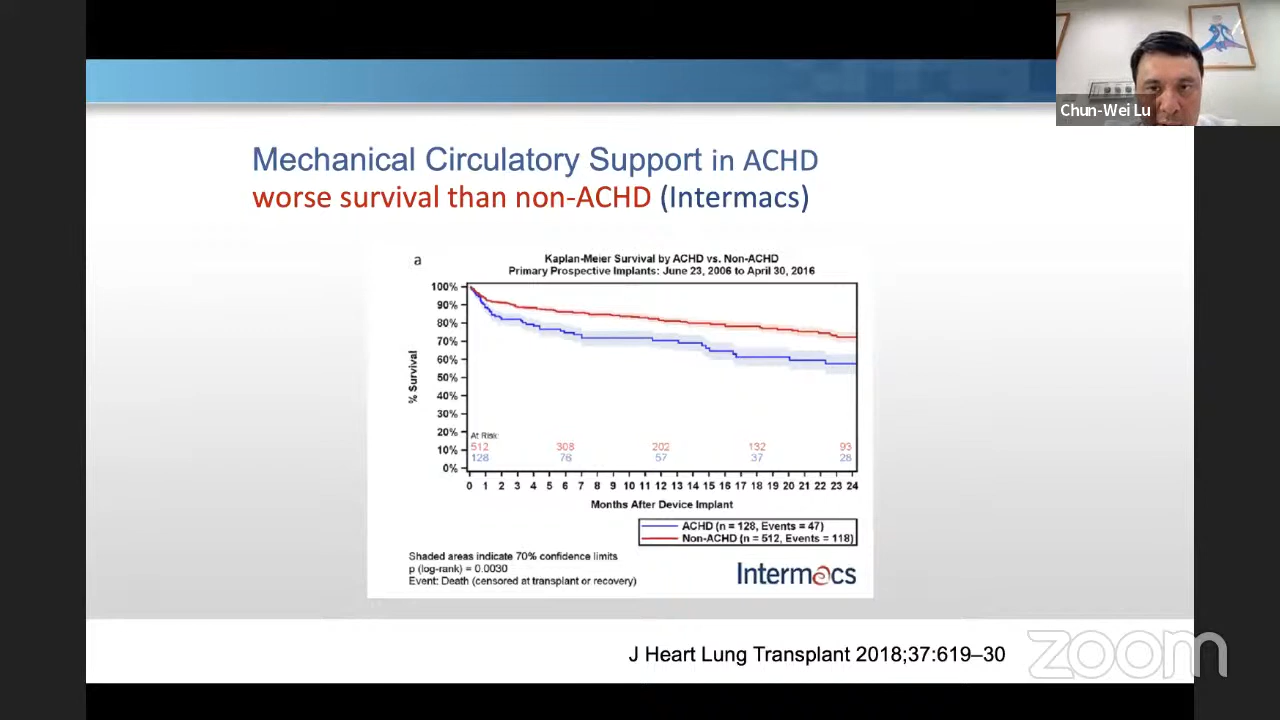 Chun-Wei Lu
Mechanical Circulatory Support in ACHD
worse survival than non-ACHD (Intermacs)
a
Kaplan-Meier Survival by ACHD vs. Non-ACHD
Primary Prospective Implants: June 23, 2006 to April 30, 2016
100%
90%
80%
70%
60%
50%
40%
30%
20%
10%
0%
% Survival
At Risk:
512 308 202 132 93
128 76 57 37 28
0 1 2 3 4 5 6 7 8 9 10 11 12 13 14 15 16 17 18 19 20 21 22 23 24
Months After Device Implant
ACHD (n = 128, Events = 47)
Non-ACHD (n = 512, Events = 118)
Shaded areas indicate 70% confidence limits
p (log-rank) = 0.0030
Event: Death (censored at transplant or recovery)
Intermacs
J Heart Lung Transplant 2018;37:619–30
zoom